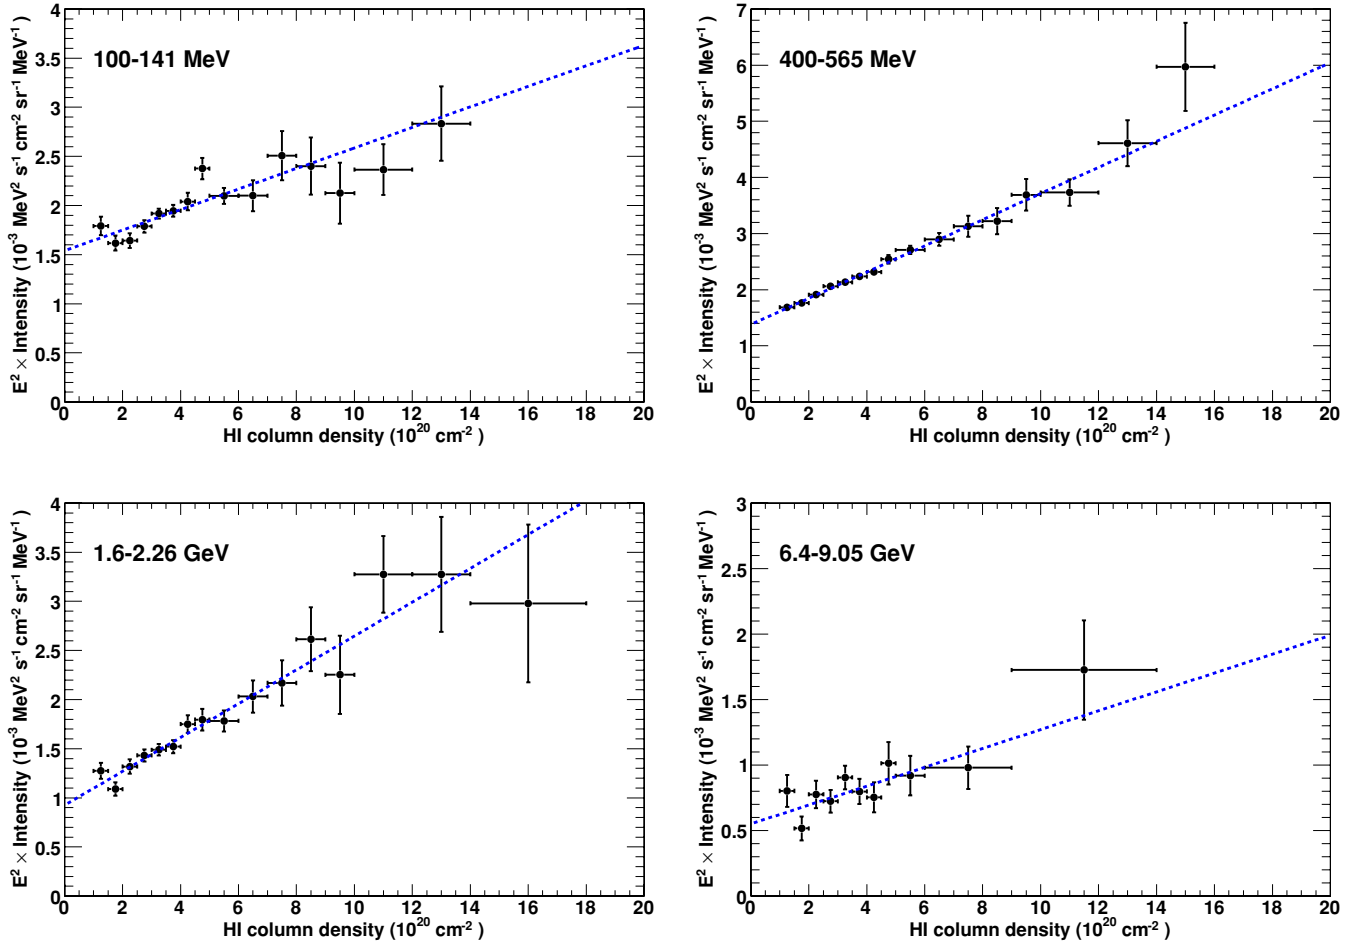 100-141 MeV
4
3.5
3
2.5
2
1.5
1
0.5
0
0 2 4 6 8 10 12 14 16 18 20
HI column density (10²⁰ cm⁻² )
E² × Intensity (10⁻³ MeV² s⁻¹ cm⁻² sr⁻¹ MeV⁻¹ )
400-565 MeV
7
6
5
4
3
2
1
0
0 2 4 6 8 10 12 14 16 18 20
HI column density (10²⁰ cm⁻² )
E² × Intensity (10⁻³ MeV² s⁻¹ cm⁻² sr⁻¹ MeV⁻¹ )
1.6-2.26 GeV
4
3.5
3
2.5
2
1.5
1
0.5
0
0 2 4 6 8 10 12 14 16 18 20
HI column density (10²⁰ cm⁻² )
E² × Intensity (10⁻³ MeV² s⁻¹ cm⁻² sr⁻¹ MeV⁻¹ )
6.4-9.05 GeV
3
2.5
2
1.5
1
0.5
0
0 2 4 6 8 10 12 14 16 18 20
HI column density (10²⁰ cm⁻² )
E² × Intensity (10⁻³ MeV² s⁻¹ cm⁻² sr⁻¹ MeV⁻¹ )